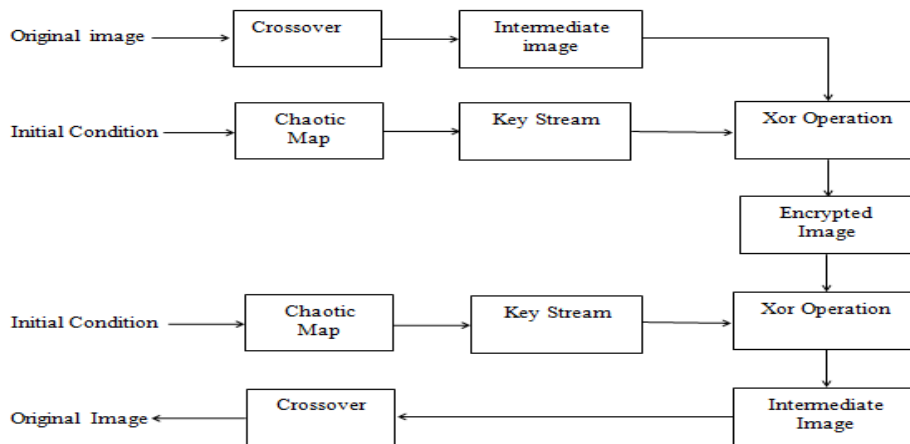 Original image
Crossover
Intermediate
image
Initial Condition
Chaotic
Map
Key Stream
Xor Operation
Encrypted
Image
Initial Condition
Chaotic
Map
Key Stream
Xor Operation
Original Image
Crossover
Intermediate
Image